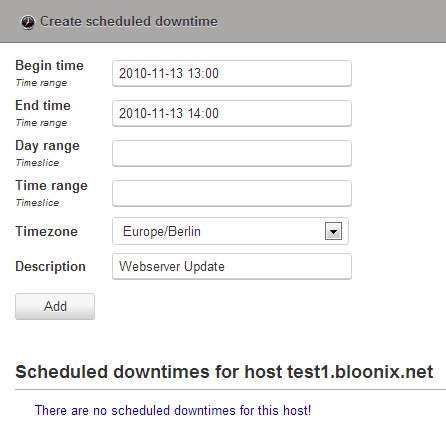 Create scheduled downtime
Begin time
Time range
2010-11-13 13:00
End time
Time range
2010-11-13 14:00
Day range
Timeslice
Time range
Timeslice
Timezone
Europe/Berlin
Description
Webserver Update
Add
Scheduled downtimes for host test1.bloonix.net
There are no scheduled downtimes for this host!